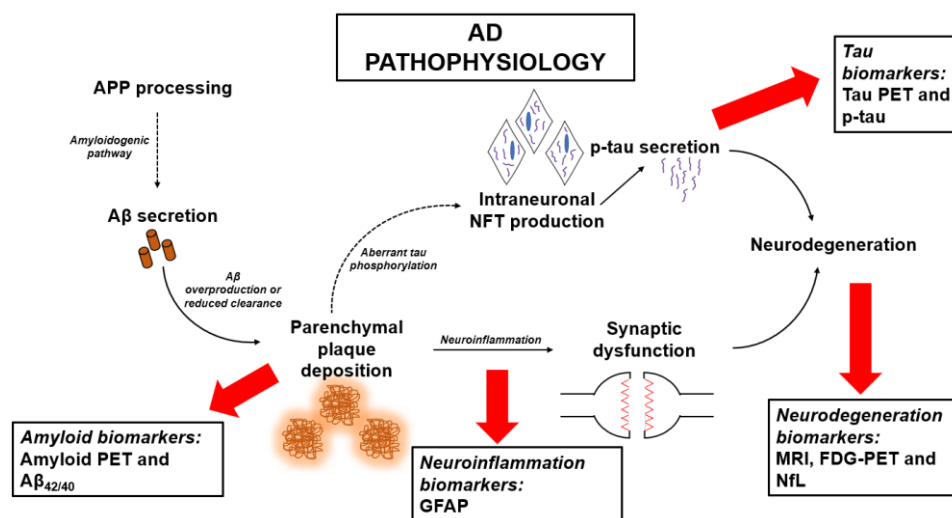 AD
PATHOPHYSIOLOGY
Tau
biomarkers:
Tau PET and
p-tau
APP processing
Amyloidogenic
pathway
p-tau secretion
Intraneuronal
NFT production
Aβ secretion
Aberrant tau
phosphorylation
Neurodegeneration
Aβ
overproduction or
reduced clearance
Parenchymal
plaque
deposition
Neuroinflammation
Synaptic
dysfunction
Amyloid biomarkers:
Amyloid PET and
Aβ42/40
Neuroinflammation
biomarkers:
GFAP
Neurodegeneration
biomarkers:
MRI, FDG-PET and
NfL